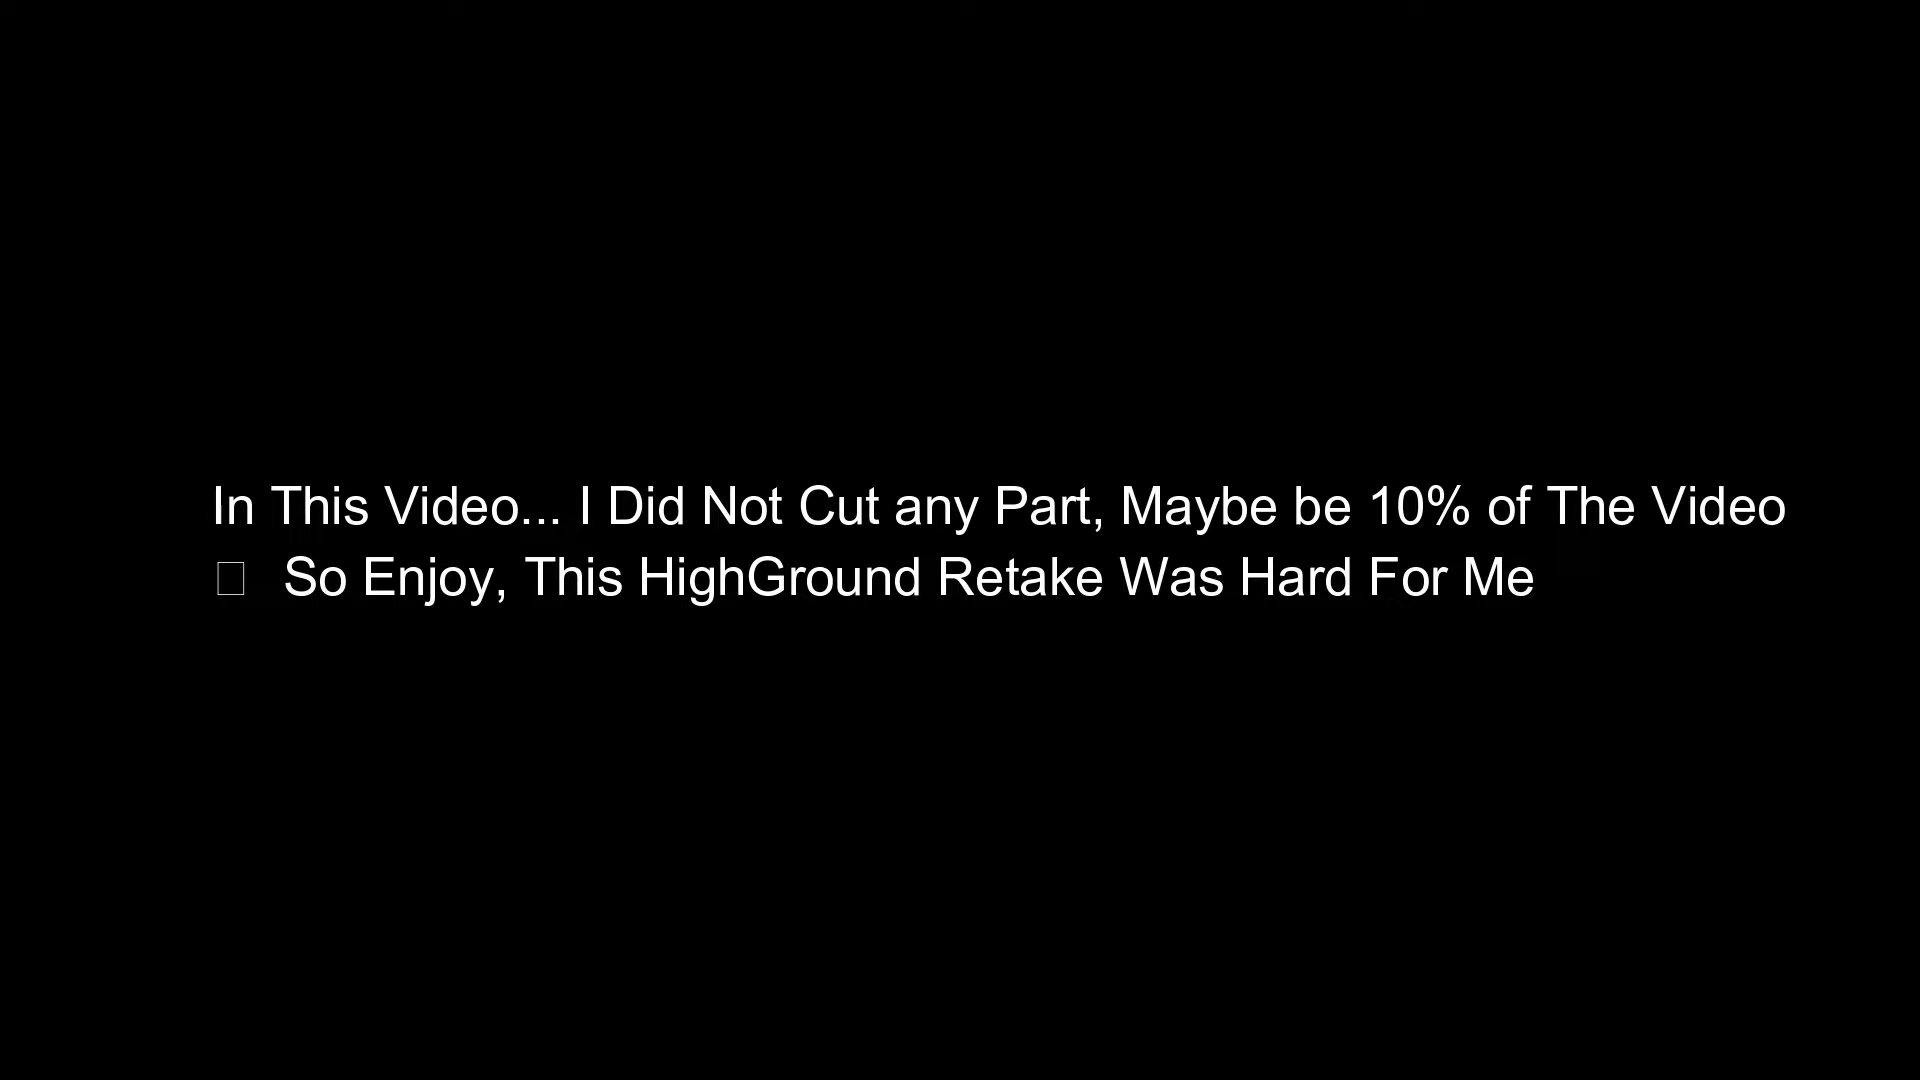 In This Video... I Did Not Cut any Part, Maybe be 10% of The Video
□ So Enjoy, This HighGround Retake Was Hard For Me